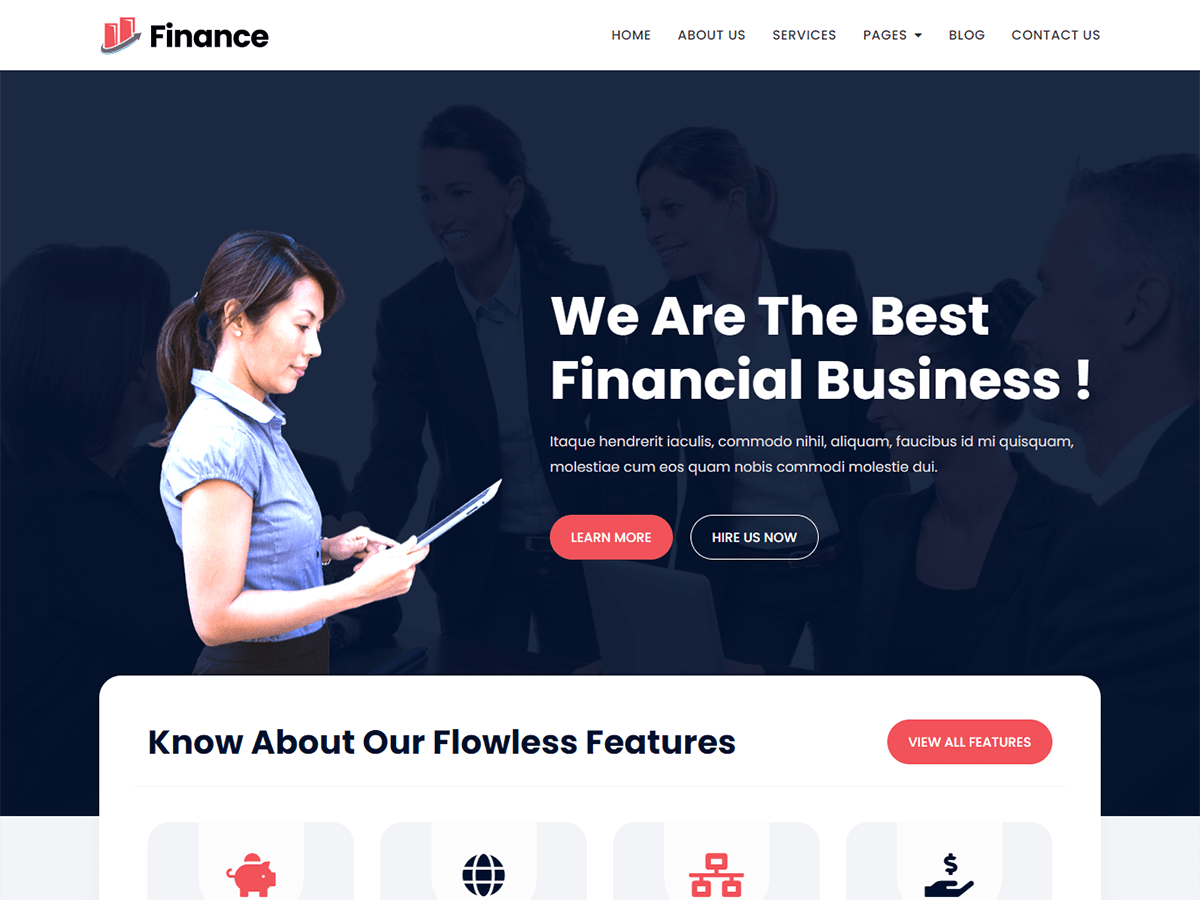 Finance
HOME ABOUT US SERVICES PAGES BLOG CONTACT US
We Are The Best
Financial Business !
Itaque hendrerit iaculis, commodo nihil, aliquam, faucibus id mi quisquam,
molestiae cum eos quam nobis commodi molestie dui.
LEARN MORE HIRE US NOW
Know About Our Flowless Features VIEW ALL FEATURES
$